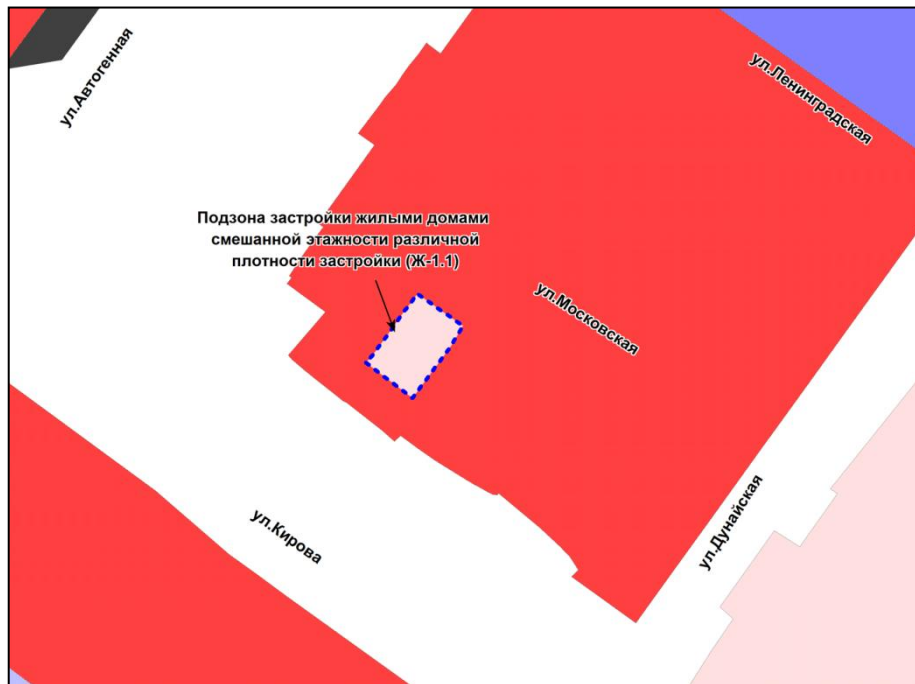 ул.Автогенная
ул.Ленинградская
Подзона застройки жилыми домами
смешанной этажности различной
плотности застройки (Ж-1.1)
ул.Московская
ул.Дунайская
ул.Кирова